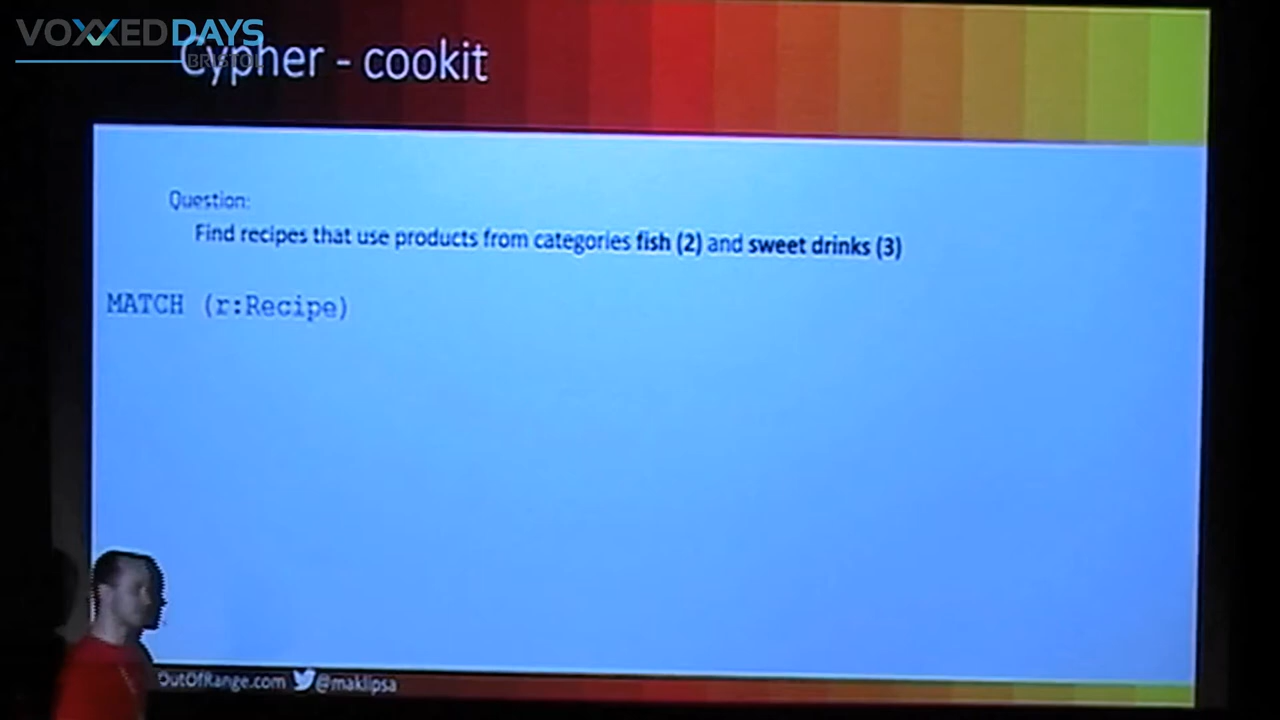 VOXXEDDAYS
BRISTOL
Cypher - cookit
Question:
Find recipes that use products from categories fish (2) and sweet drinks (3)
MATCH (r:Recipe)
OutOfRange.com @maklipsa